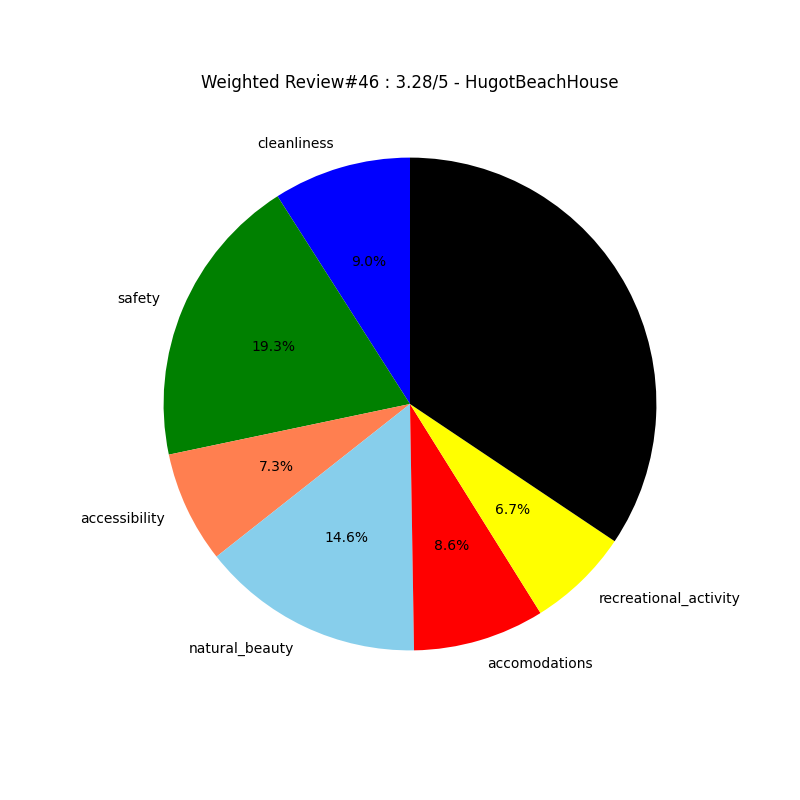 Weighted Review#46 : 3.28/5 - HugotBeachHouse
cleanliness
9.0%
safety
19.3%
7.3%
accessibility
14.6%
natural_beauty
8.6%
accomodations
6.7%
recreational_activity